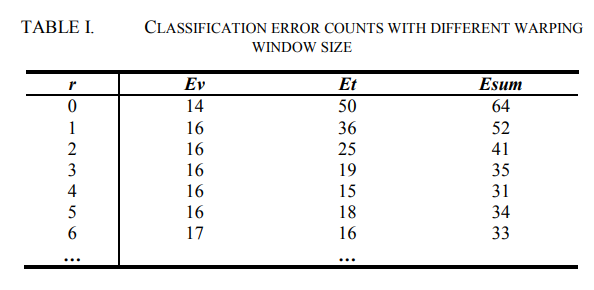 TABLE I. CLASSIFICATION ERROR COUNTS WITH DIFFERENT WARPING
WINDOW SIZE
r Ev Et Esum
0 14 50 64
1 16 36 52
2 16 25 41
3 16 19 35
4 16 15 31
5 16 18 34
6 17 16 33
... ...